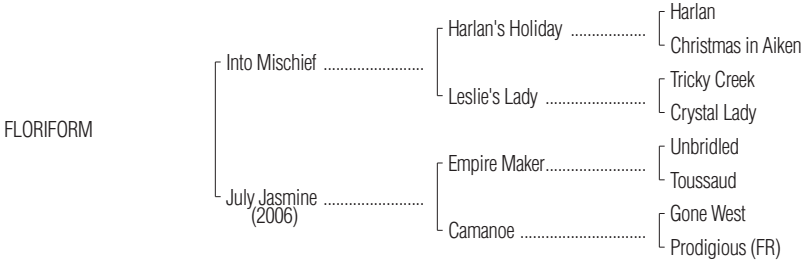 Harlan
Harlan's Holiday ....................
Christmas in Aiken
Into Mischief ...........................
Tricky Creek
Leslie's Lady ...........................
Crystal Lady
FLORIFORM
Unbridled
Empire Maker...........................
Toussaud
July Jasmine ...........................
(2006)
Gone West
Camanoe ..................................
Prodigious (FR)